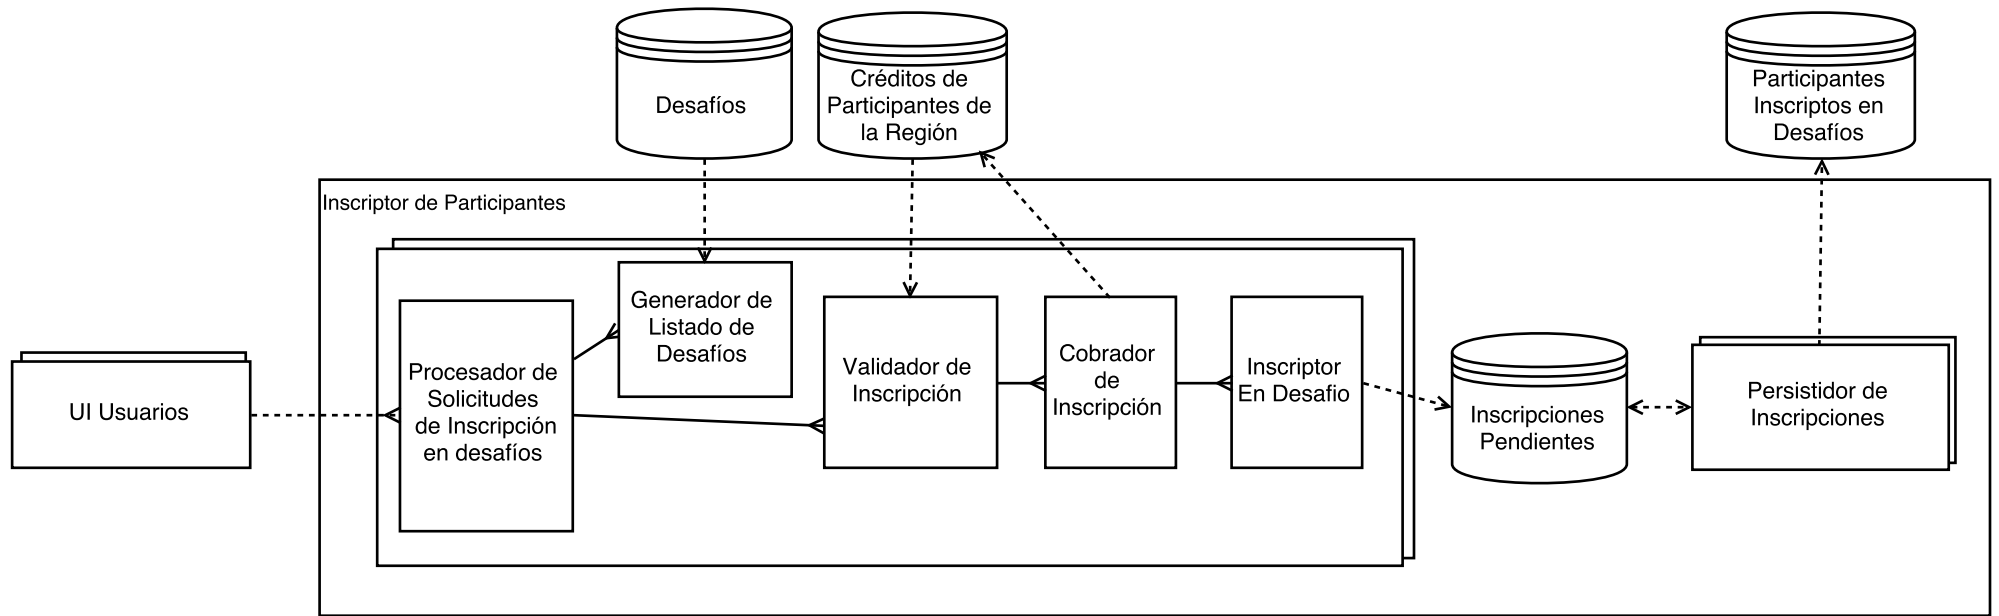 Desafíos
Créditos de
Participantes de
la Región
Participantes
Inscriptos en
Desafíos
Inscriptor de Participantes
UI Usuarios
Procesador de
Solicitudes
de Inscripción
en desafíos
Generador de
Listado de
Desafíos
Validador de
Inscripción
Cobrador
de
Inscripción
Inscriptor
En Desafio
Inscripciones
Pendientes
Persistidor de
Inscripciones